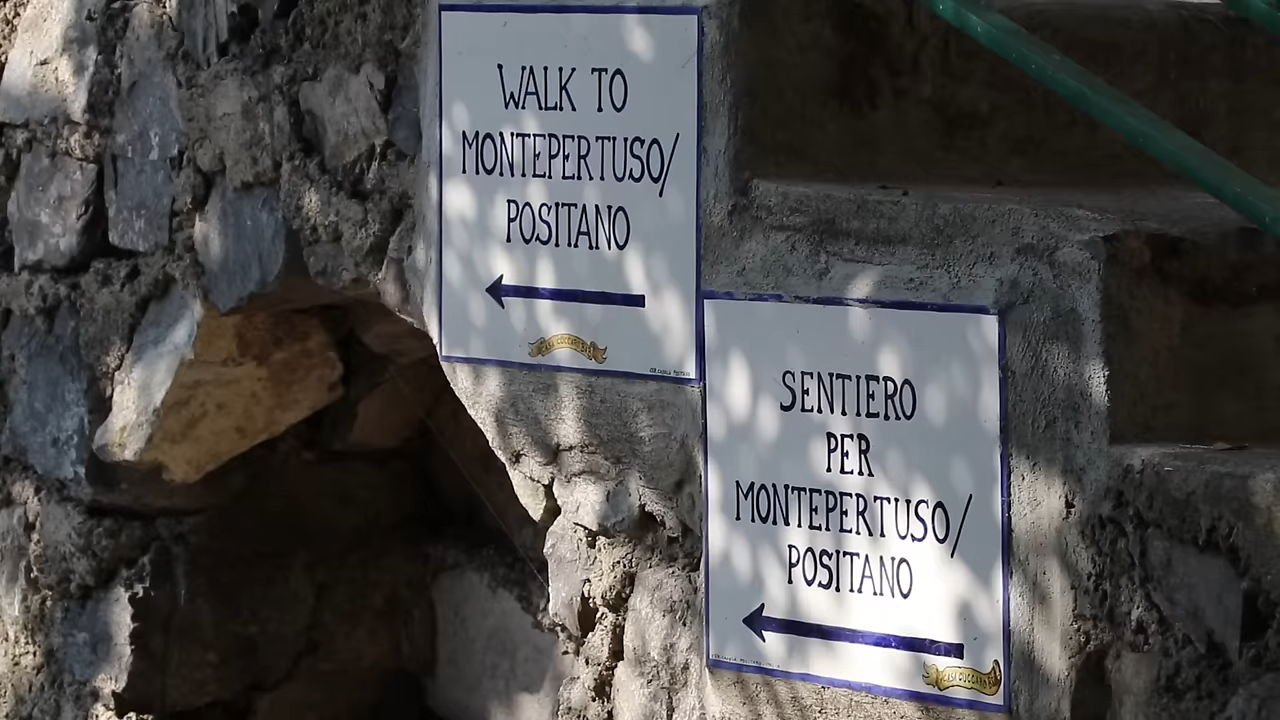 WALK TO
MONTEPERTUSO/
POSITANO
SENTIERO
PER
MONTEPERTUSO/
POSITANO